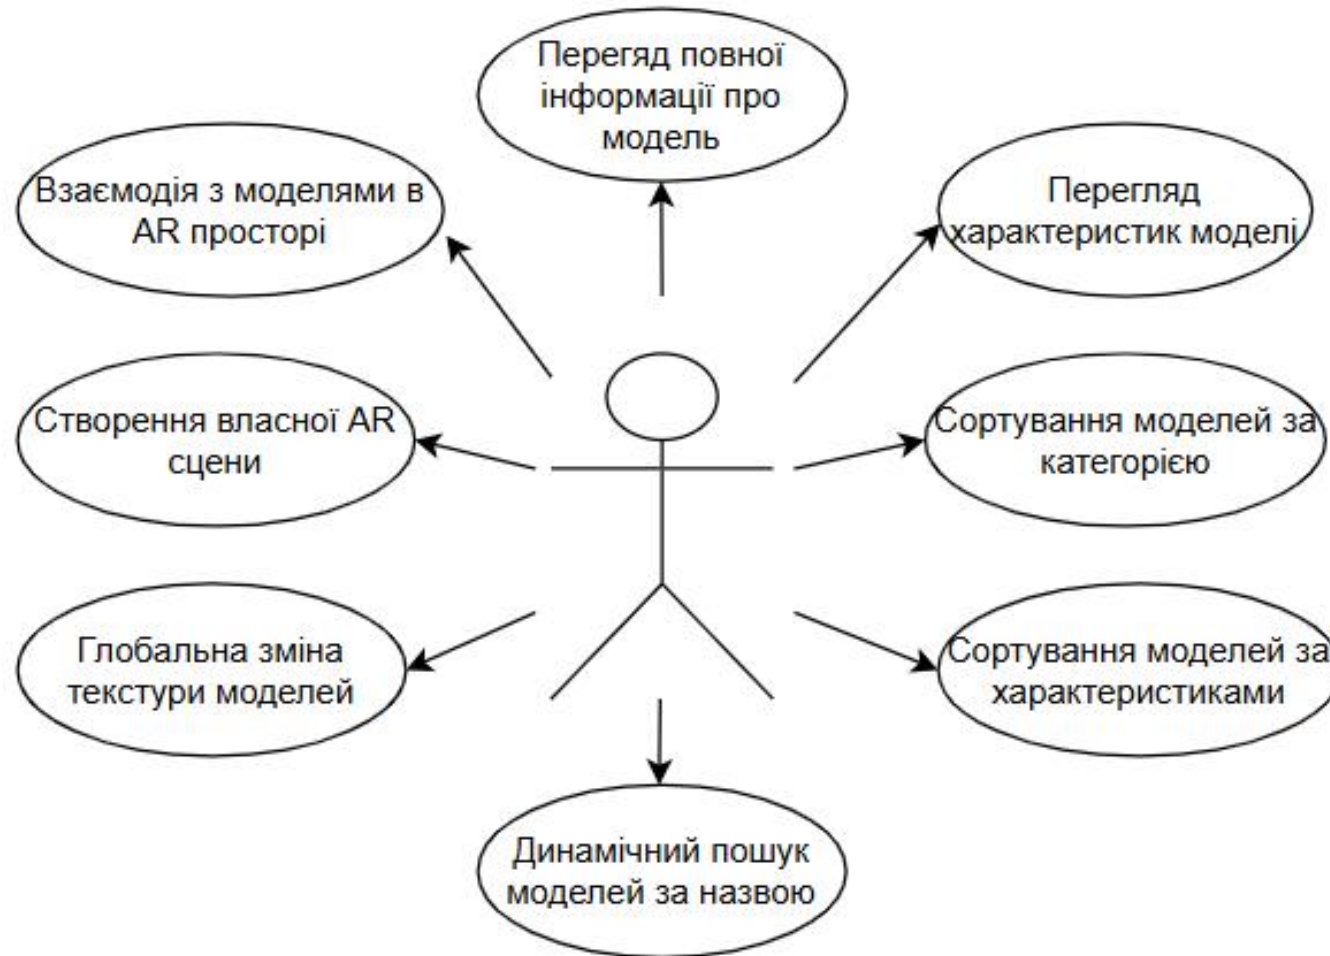 Перегяд повної
інформації про
модель
Взаємодія з моделями в
AR просторі
Перегляд
характеристик моделі
Створення власної AR
сцени
Сортування моделей за
категорією
Глобальна зміна
текстури моделей
Сортування моделей за
характеристиками
Динамічний пошук
моделей за назвою